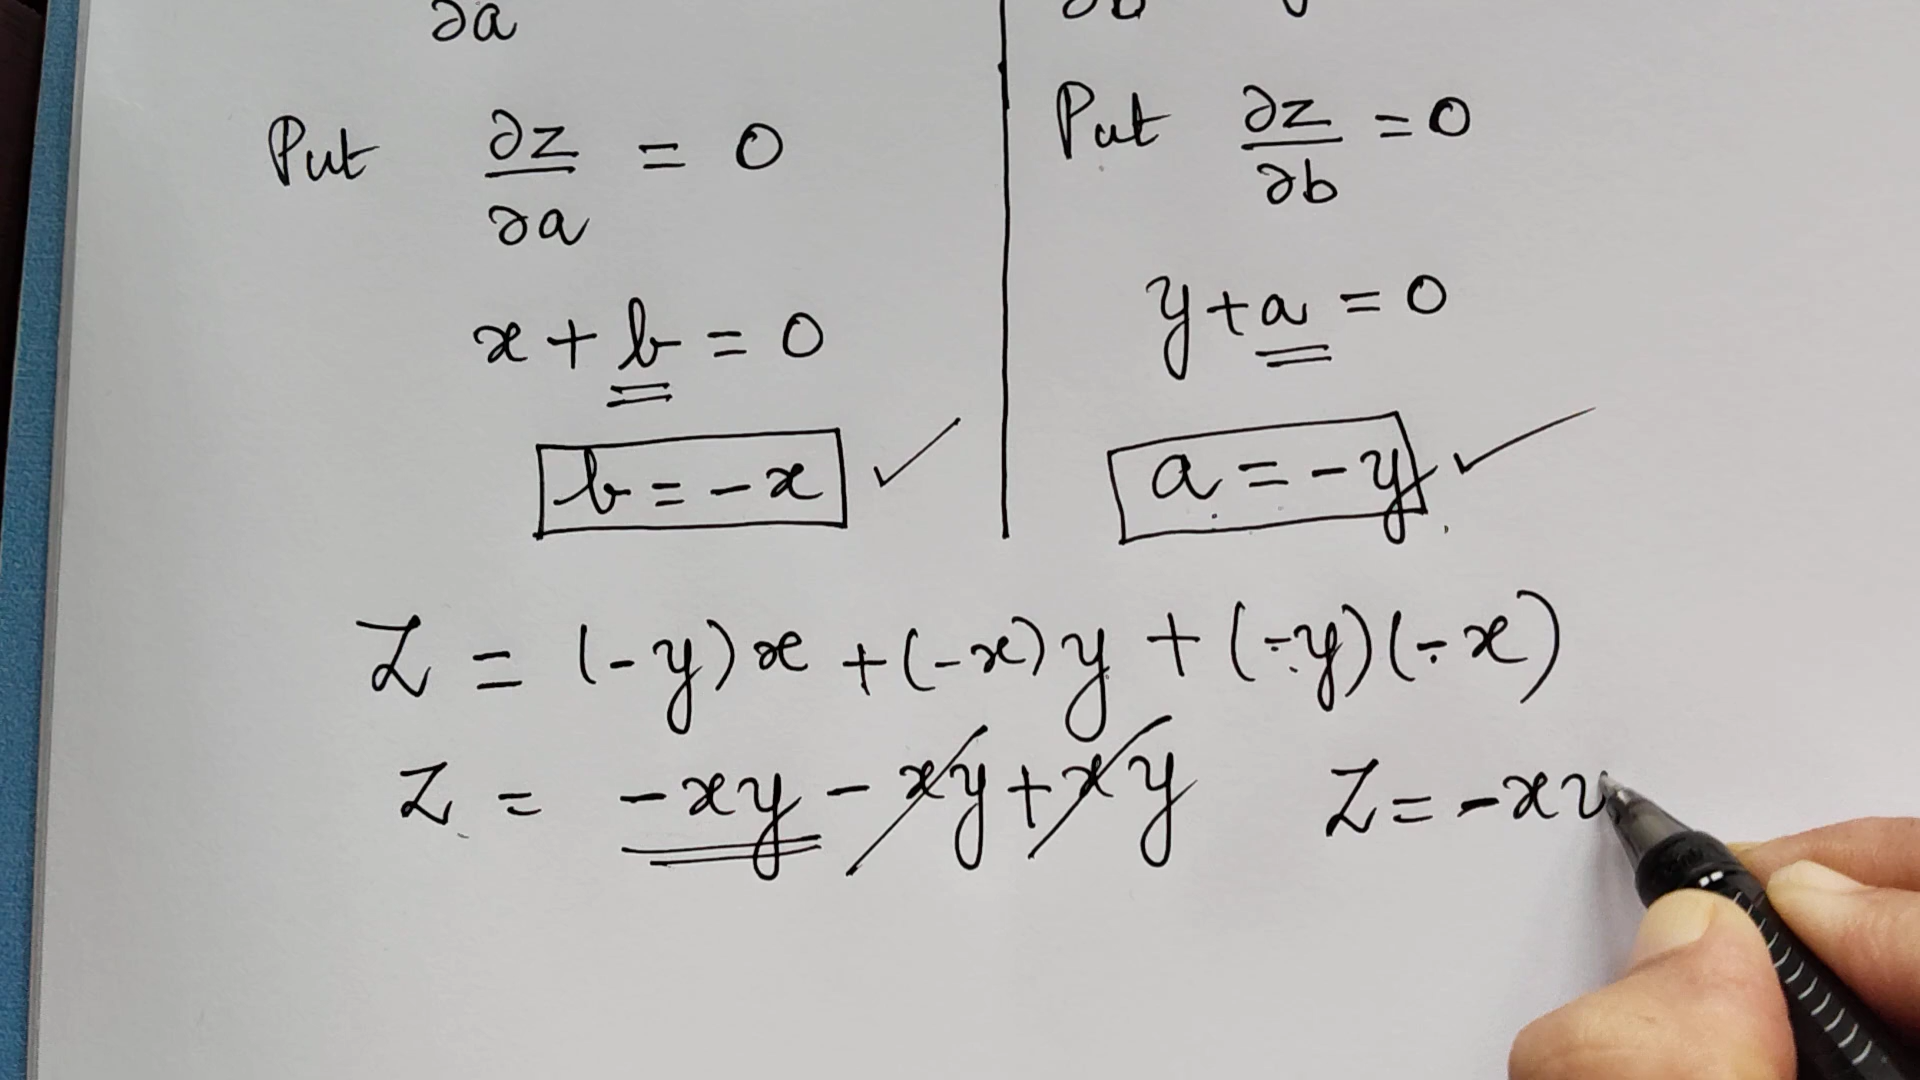 ∂a
∂b
Put ∂z/∂a = 0
x + b = 0
b = -x ✓
Put ∂z/∂b = 0
y + a = 0
a = -y ✓
Z = (-y)x + (-x)y + (-y)(-x)
Z = -xy - xy + xy
Z = -xy